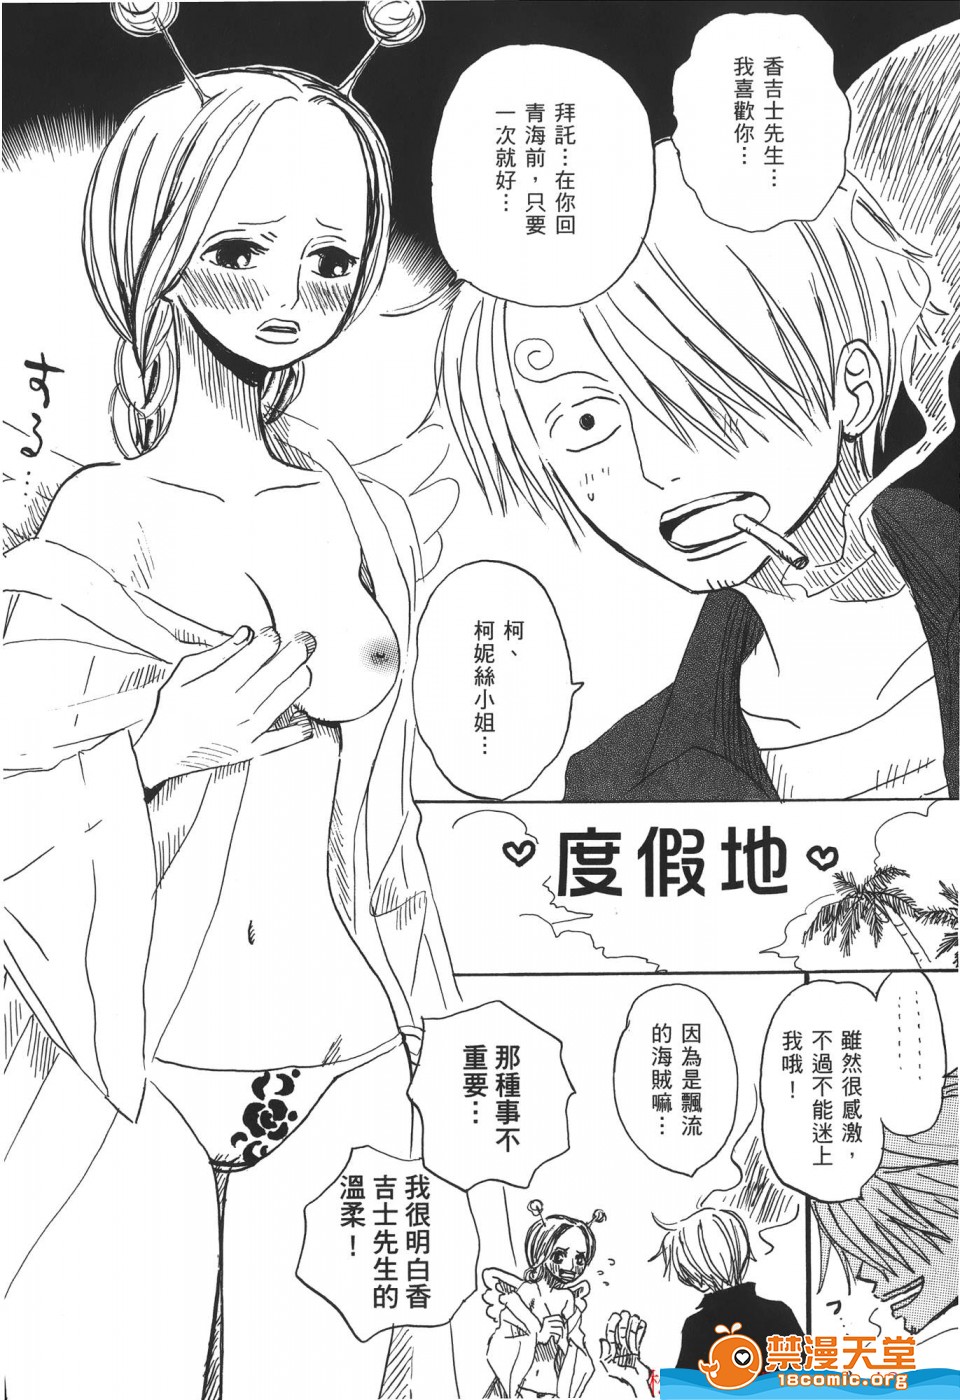 香吉士先生…
我喜歡你…
拜託…在你回
青海前，只要
一次就好…
する…
柯、
柯妮絲小姐…
♡度假地♡
………
雖然很感激，
不過不能迷上
我哦！
因為是飄流
的海賊嘛…
那種事不
重要…
我很明白香
吉士先生的
溫柔！
禁漫天堂
18comic.org